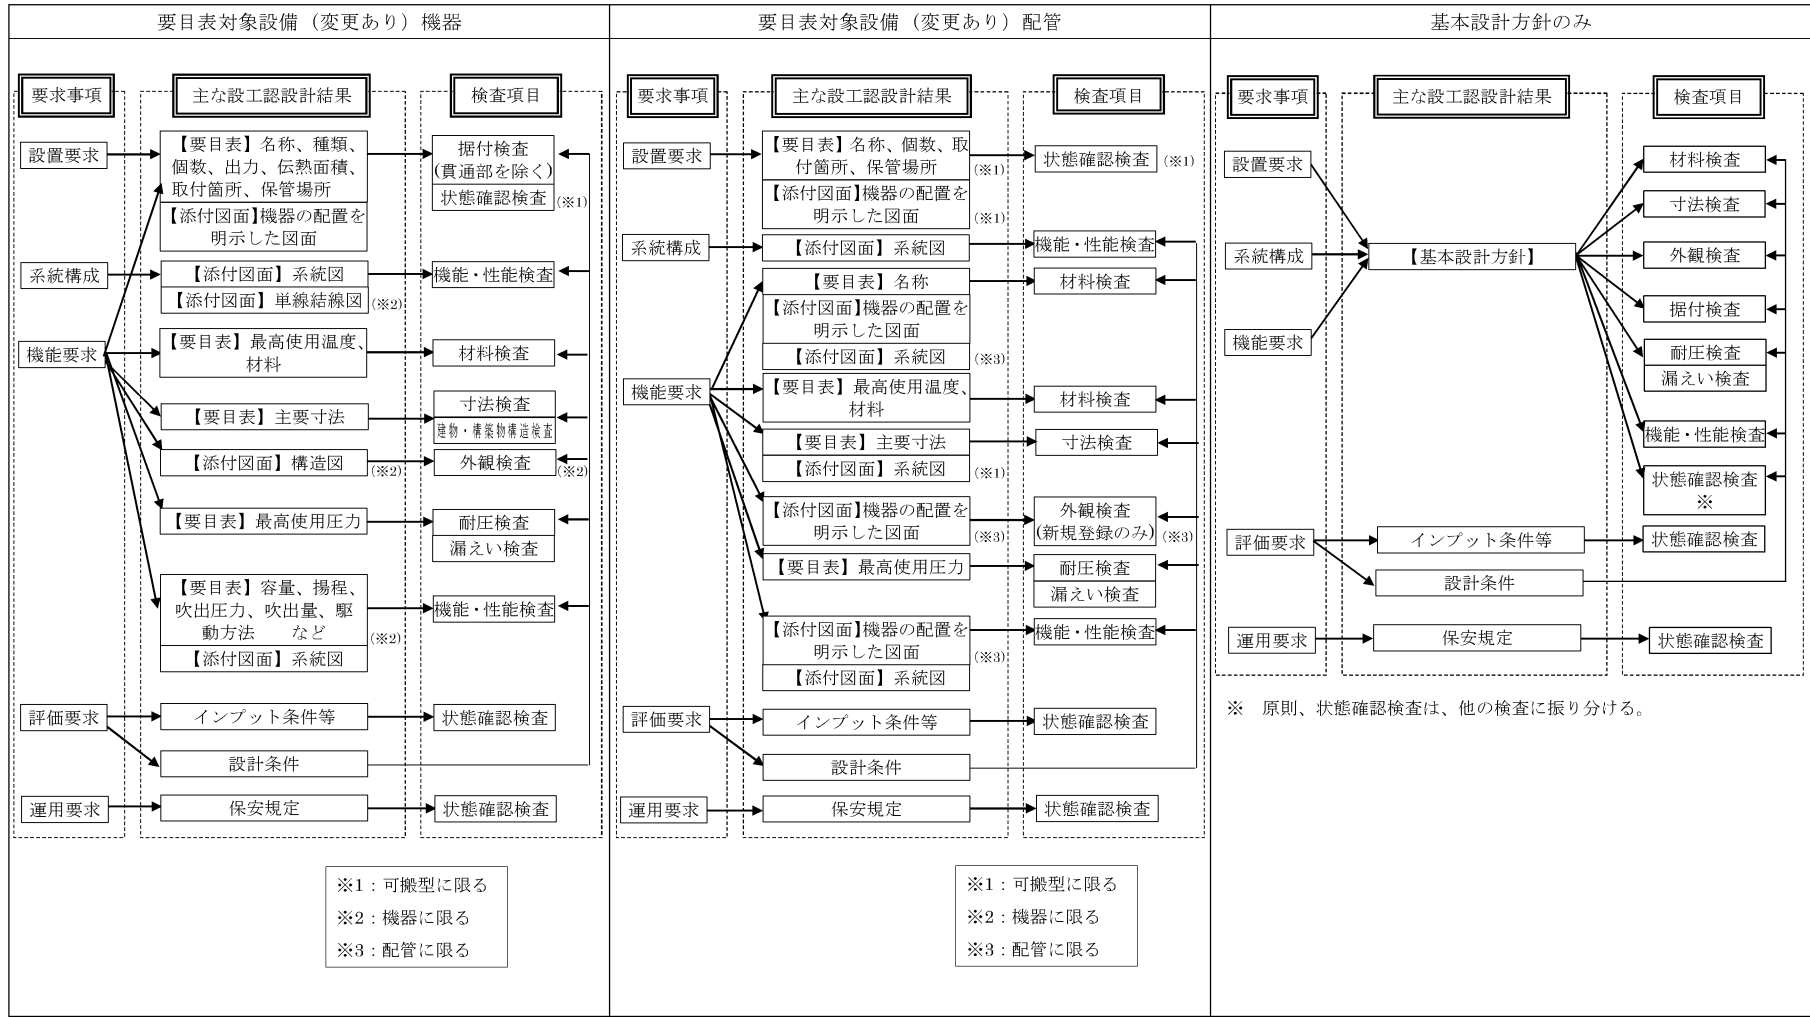 要目表対象設備（変更あり）機器
要求事項
主な設工認設計結果
検査項目
設置要求
【要目表】名称、種類、
個数、出力、伝熱面積、
取付箇所、保管場所
【添付図面】機器の配置を
明示した図面
据付検査
(貫通部を除く)
状態確認検査
(※1)
系統構成
【添付図面】系統図
【添付図面】単線結線図
(※2)
機能・性能検査
機能要求
【要目表】最高使用温度、
材料
材料検査
【要目表】主要寸法
寸法検査
建物・構築物構造検査
【添付図面】構造図
(※2)
外観検査
(※2)
【要目表】最高使用圧力
耐圧検査
漏えい検査
【要目表】容量、揚程、
吹出圧力、吹出量、駆
動方法　　など
(※2)
【添付図面】系統図
機能・性能検査
評価要求
インプット条件等
状態確認検査
設計条件
運用要求
保安規定
状態確認検査
※1：可搬型に限る
※2：機器に限る
※3：配管に限る
要目表対象設備（変更あり）配管
要求事項
主な設工認設計結果
検査項目
設置要求
【要目表】名称、個数、取
付箇所、保管場所
(※1)
【添付図面】機器の配置を
明示した図面
(※1)
状態確認検査
(※1)
系統構成
【添付図面】系統図
機能・性能検査
機能要求
【要目表】名称
【添付図面】機器の配置を
明示した図面
【添付図面】系統図
(※3)
材料検査
【要目表】最高使用温度、
材料
材料検査
【要目表】主要寸法
【添付図面】系統図
(※1)
寸法検査
【添付図面】機器の配置を
明示した図面
(※3)
外観検査
(新規登録のみ)
(※3)
【要目表】最高使用圧力
耐圧検査
漏えい検査
【添付図面】機器の配置を
明示した図面
(※3)
【添付図面】系統図
機能・性能検査
評価要求
インプット条件等
状態確認検査
設計条件
運用要求
保安規定
状態確認検査
※1：可搬型に限る
※2：機器に限る
※3：配管に限る
基本設計方針のみ
要求事項
主な設工認設計結果
検査項目
設置要求
系統構成
機能要求
【基本設計方針】
材料検査
寸法検査
外観検査
据付検査
耐圧検査
漏えい検査
機能・性能検査
状態確認検査
※
評価要求
インプット条件等
状態確認検査
設計条件
運用要求
保安規定
状態確認検査
※　原則、状態確認検査は、他の検査に振り分ける。